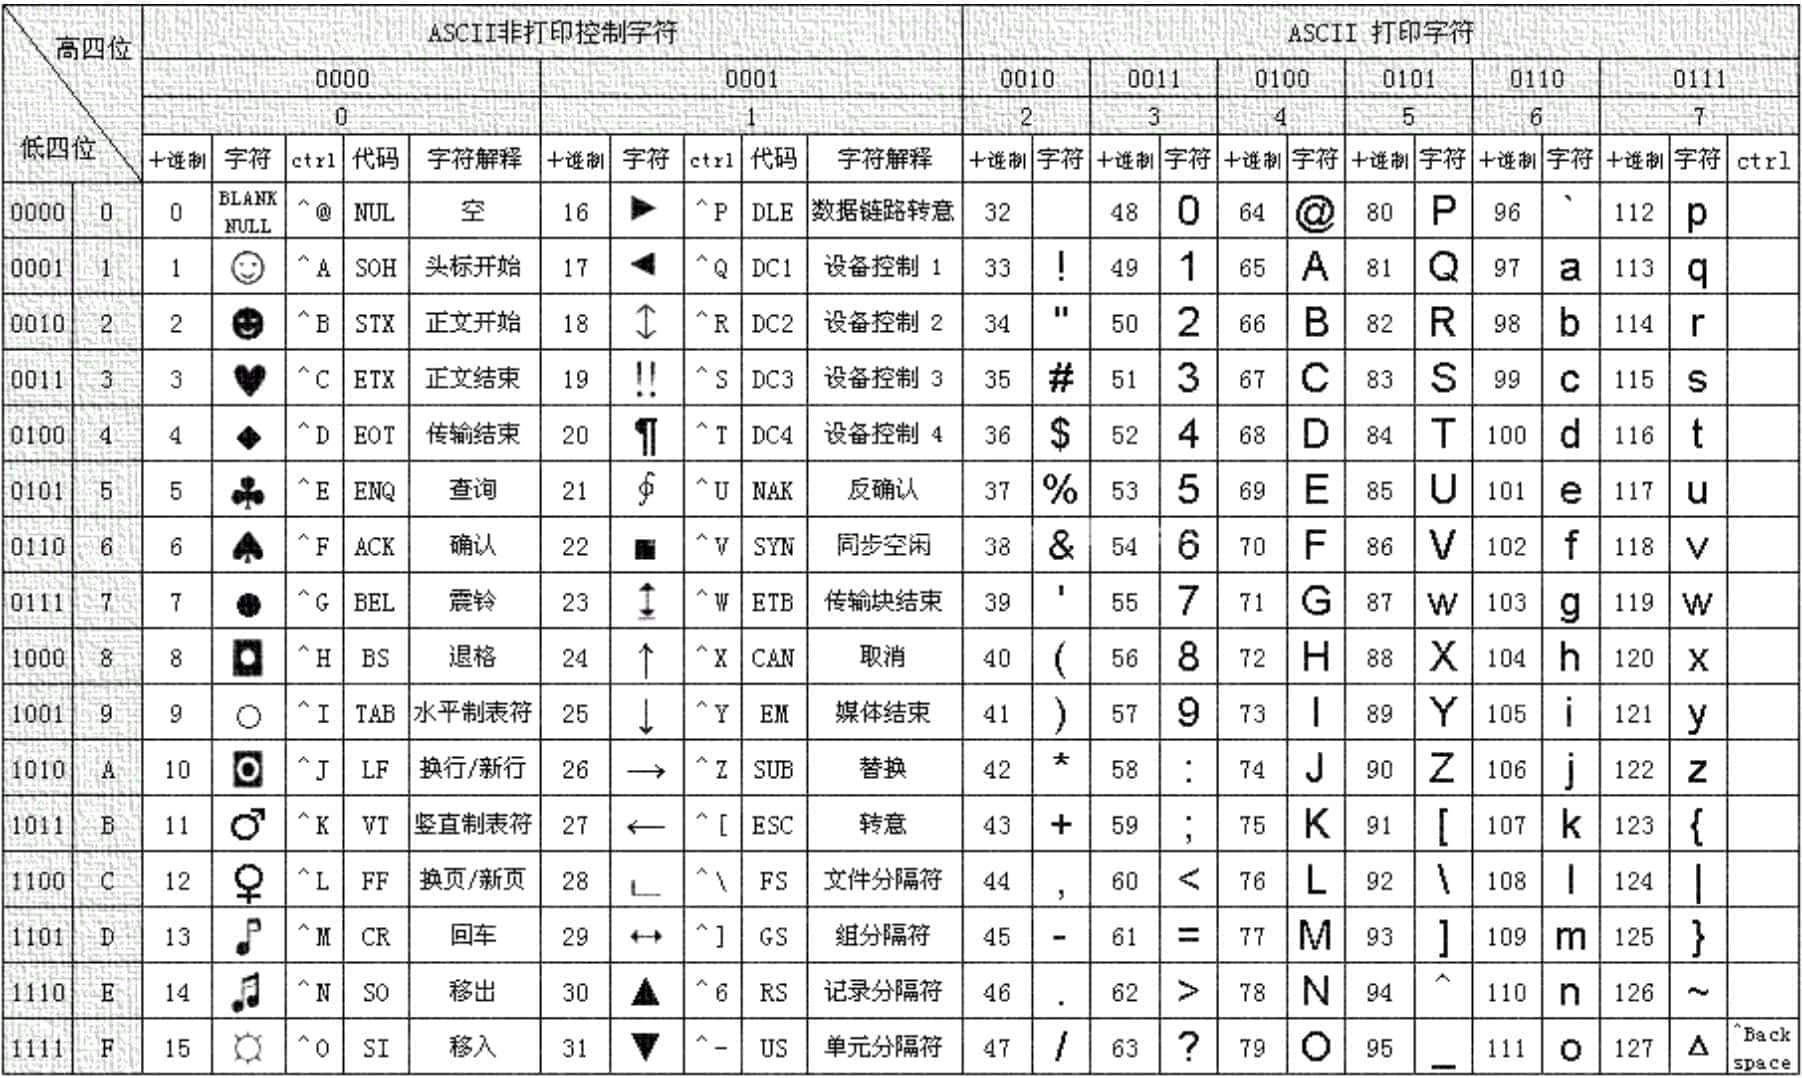 高四位 ASCII非打印控制字符 ASCII 打印字符
0000 0001 0010 0011 0100 0101 0110 0111
0 1 2 3 4 5 6 7
低四位 十进制 字符 ctrl 代码 字符解释 十进制 字符 ctrl 代码 字符解释 十进制 字符 十进制 字符 十进制 字符 十进制 字符 十进制 字符 十进制 字符 ctrl
0000 0 0 BLANK NULL ^@ NUL 空 16 ► ^P DLE 数据链路转意 32 48 0 64 @ 80 P 96 ` 112 p
0001 1 1 ☺ ^A SOH 头标开始 17 ◄ ^Q DC1 设备控制 1 33 ! 49 1 65 A 81 Q 97 a 113 q
0010 2 2 ☻ ^B STX 正文开始 18 ↕ ^R DC2 设备控制 2 34 " 50 2 66 B 82 R 98 b 114 r
0011 3 3 ♥ ^C ETX 正文结束 19 !! ^S DC3 设备控制 3 35 # 51 3 67 C 83 S 99 c 115 s
0100 4 4 ♦ ^D EOT 传输结束 20 ¶ ^T DC4 设备控制 4 36 $ 52 4 68 D 84 T 100 d 116 t
0101 5 5 ♣ ^E ENQ 查询 21 ∮ ^U NAK 反确认 37 % 53 5 69 E 85 U 101 e 117 u
0110 6 6 ♠ ^F ACK 确认 22 ■ ^V SYN 同步空闲 38 & 54 6 70 F 86 V 102 f 118 v
0111 7 7 ● ^G BEL 震铃 23 ↨ ^W ETB 传输块结束 39 ' 55 7 71 G 87 w 103 g 119 w
1000 8 8 ◘ ^H BS 退格 24 ↑ ^X CAN 取消 40 ( 56 8 72 H 88 X 104 h 120 x
1001 9 9 ○ ^I TAB 水平制表符 25 ↓ ^Y EM 媒体结束 41 ) 57 9 73 I 89 Y 105 i 121 y
1010 A 10 ◙ ^J LF 换行/新行 26 → ^Z SUB 替换 42 * 58 : 74 J 90 Z 106 j 122 z
1011 B 11 ♂ ^K VT 竖直制表符 27 ← ^[ ESC 转意 43 + 59 ; 75 K 91 [ 107 k 123 {
1100 C 12 ♀ ^L FF 换页/新页 28 ∟ ^\ FS 文件分隔符 44 , 60 < 76 L 92 \ 108 l 124 |
1101 D 13 ♪ ^M CR 回车 29 ↔ ^] GS 组分隔符 45 - 61 = 77 M 93 ] 109 m 125 }
1110 E 14 ♫ ^N SO 移出 30 ▲ ^6 RS 记录分隔符 46 . 62 > 78 N 94 ^ 110 n 126 ~
1111 F 15 ☼ ^O SI 移入 31 ▼ ^- US 单元分隔符 47 / 63 ? 79 O 95 _ 111 o 127 Δ ^Back space